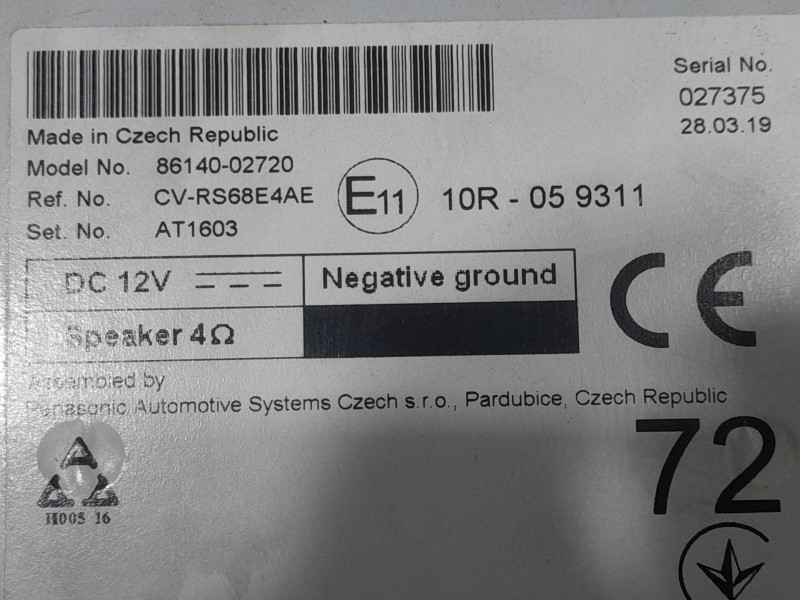 Serial No.
027375
28.03.19
Made in Czech Republic
Model No. 86140-02720
Ref. No. CV-RS68E4AE
Set. No. AT1603
E11 10R - 05 9311
DC 12V Negative ground
Speaker 4Ω
CE
Assembled by
Panasonic Automotive Systems Czech s.r.o., Pardubice, Czech Republic
72
A
I005 16